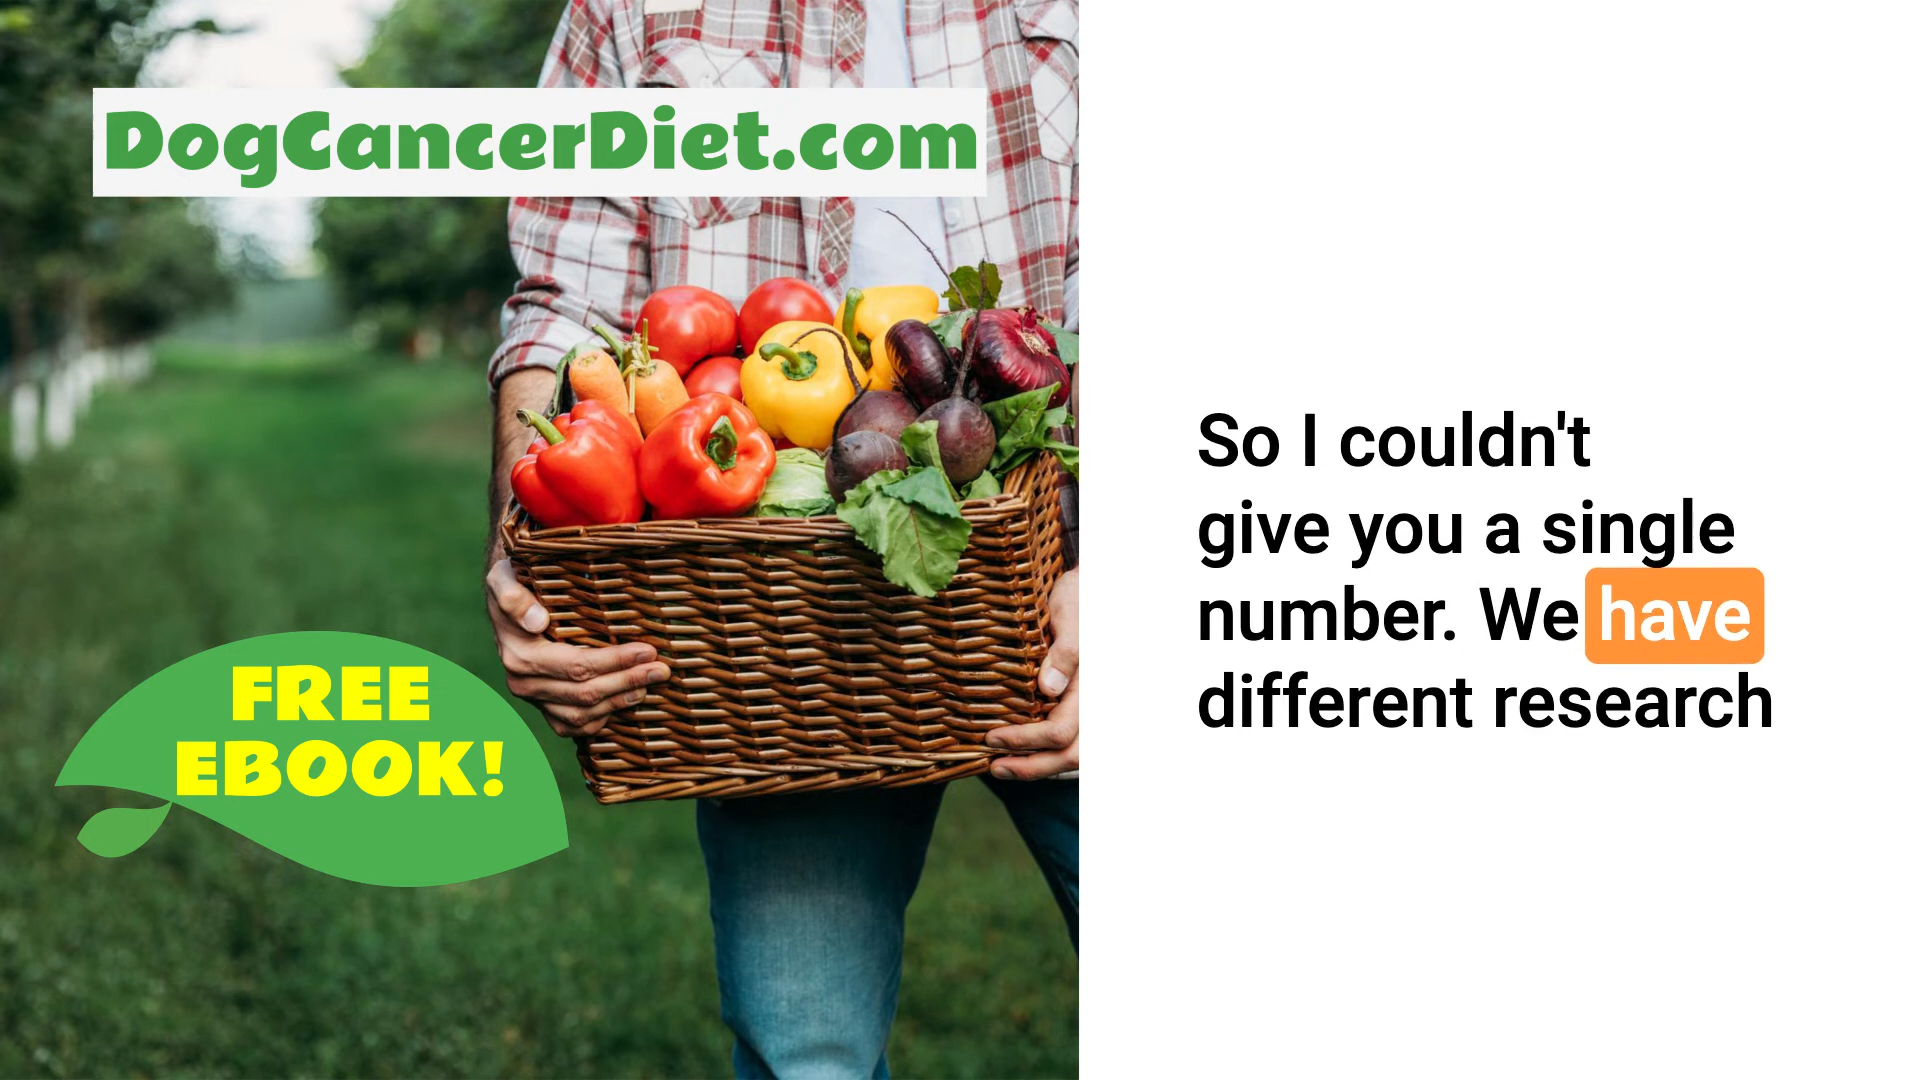 DogCancerDiet.com
FREE
EBOOK!
So I couldn't
give you a single
number. We have
different research